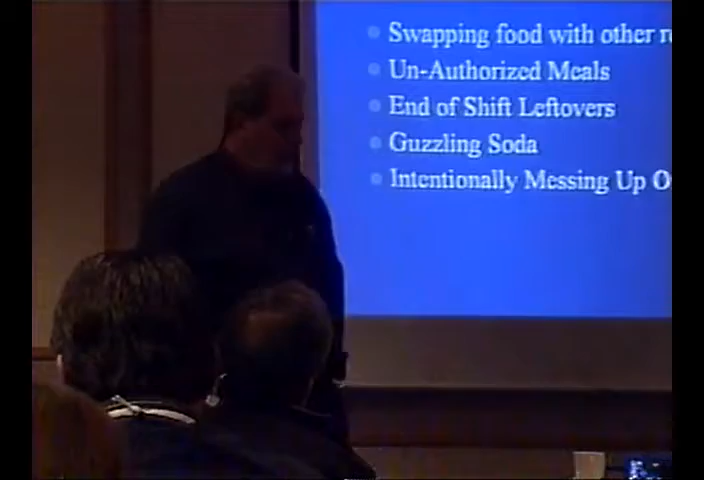 Swapping food with other
Un-Authorized Meals
End of Shift Leftovers
Guzzling Soda
Intentionally Messing Up